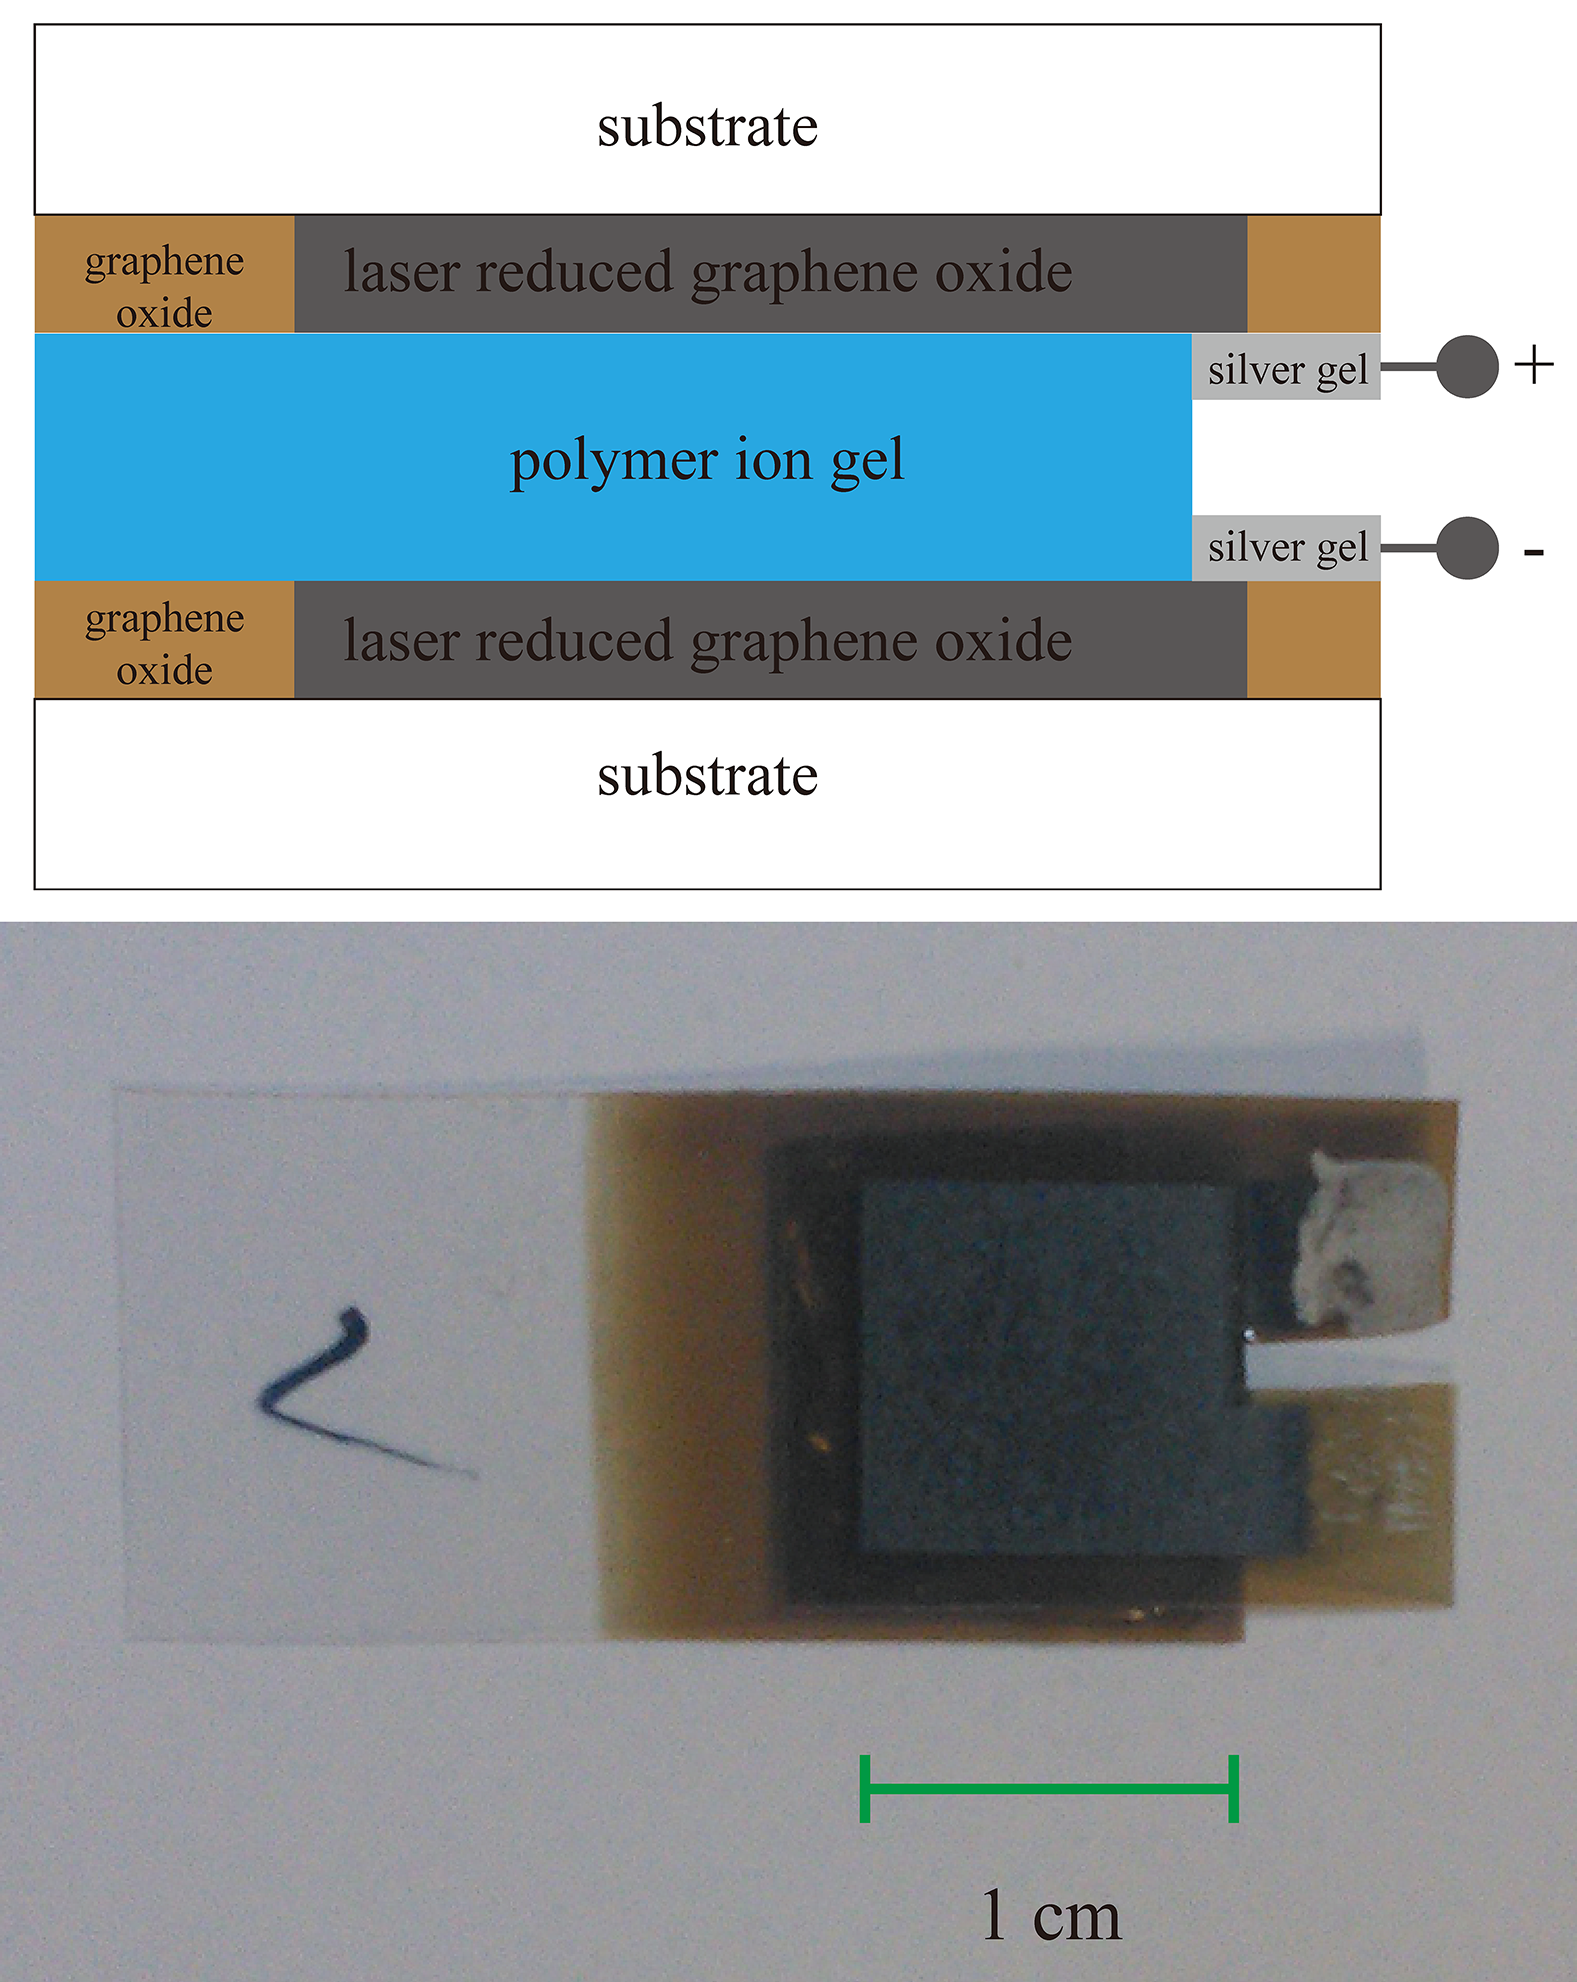 substrate
graphene
oxide
laser reduced graphene oxide
silver gel
+
polymer ion gel
silver gel
-
graphene
oxide
laser reduced graphene oxide
substrate
1 cm